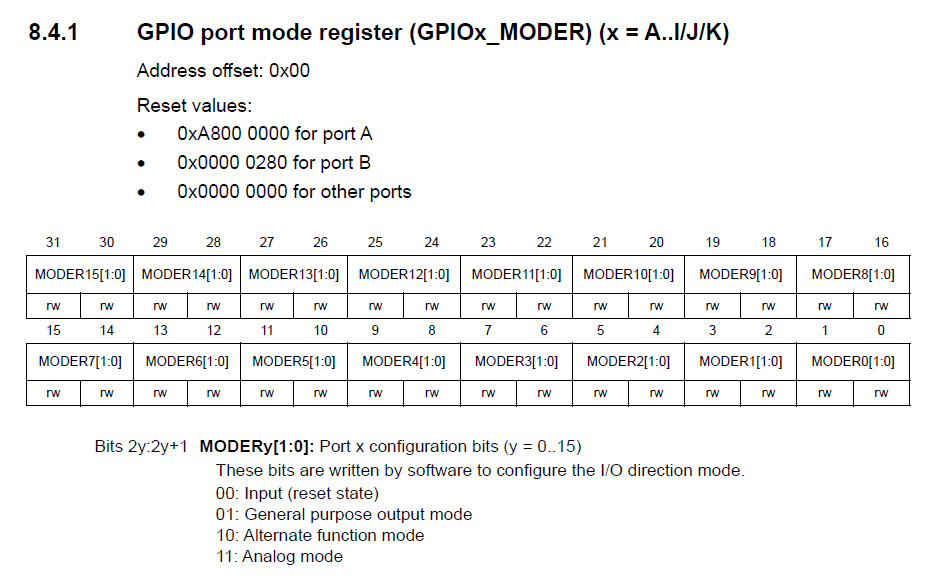 8.4.1 GPIO port mode register (GPIOx_MODER) (x = A..I/J/K)
Address offset: 0x00
Reset values:
• 0xA800 0000 for port A
• 0x0000 0280 for port B
• 0x0000 0000 for other ports
31 30 29 28 27 26 25 24 23 22 21 20 19 18 17 16
MODER15[1:0] MODER14[1:0] MODER13[1:0] MODER12[1:0] MODER11[1:0] MODER10[1:0] MODER9[1:0] MODER8[1:0]
rw rw rw rw rw rw rw rw rw rw rw rw rw rw rw rw
15 14 13 12 11 10 9 8 7 6 5 4 3 2 1 0
MODER7[1:0] MODER6[1:0] MODER5[1:0] MODER4[1:0] MODER3[1:0] MODER2[1:0] MODER1[1:0] MODER0[1:0]
rw rw rw rw rw rw rw rw rw rw rw rw rw rw rw rw
Bits 2y:2y+1 MODERy[1:0]: Port x configuration bits (y = 0..15)
These bits are written by software to configure the I/O direction mode.
00: Input (reset state)
01: General purpose output mode
10: Alternate function mode
11: Analog mode